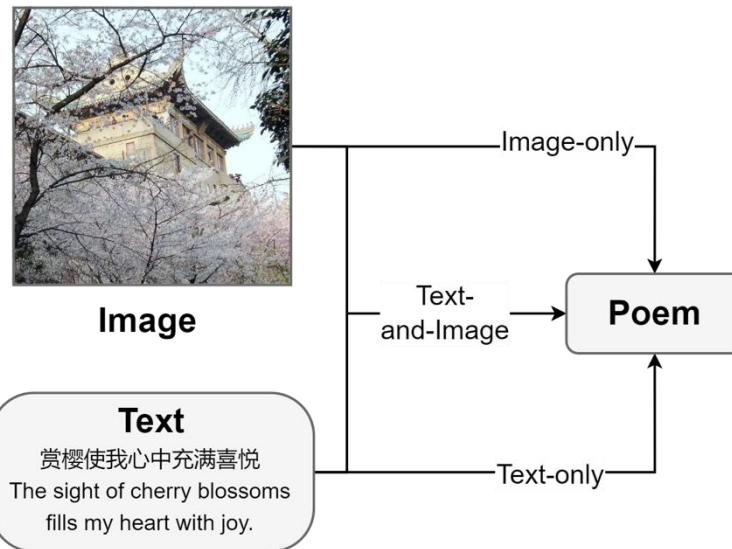 Image-only
Image
Text-
and-Image
Poem
Text
赏樱使我心中充满喜悦
The sight of cherry blossoms
fills my heart with joy.
Text-only